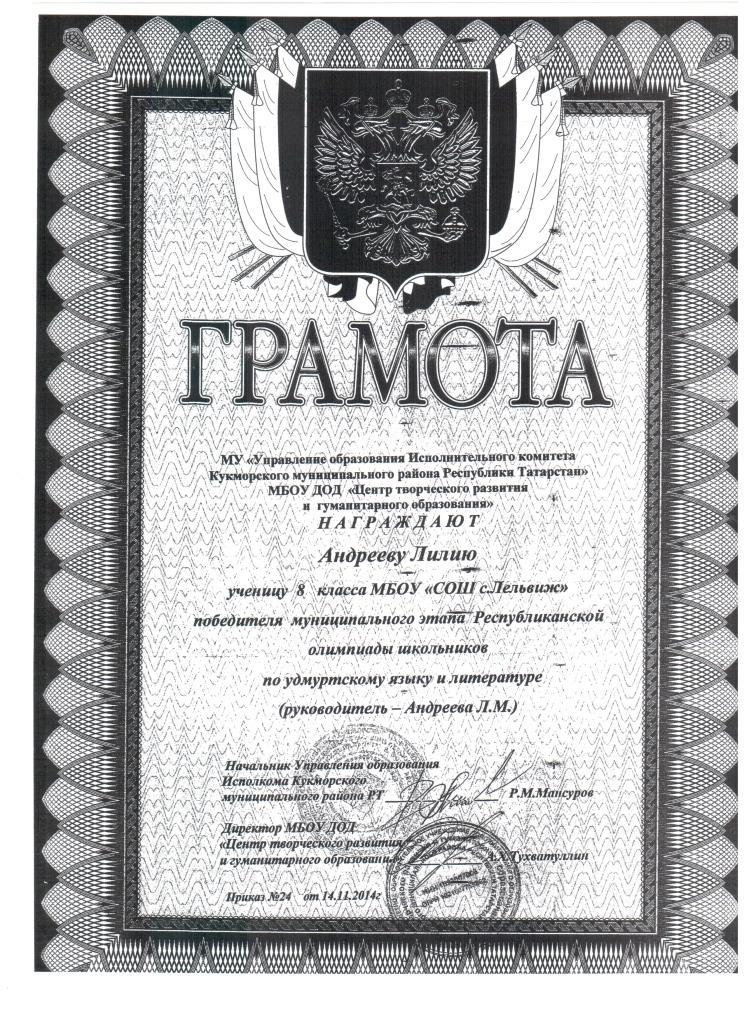 ГРАМОТА
МУ «Управление образования Исполнительного комитета
Кукморского муниципального района Республики Татарстан»
МБОУ ДОД «Центр творческого развития
и гуманитарного образования»
НАГРАЖДАЮТ
Андрееву Лилию
ученицу 8 класса МБОУ «СОШ с.Лельвиж»
победителя муниципального этапа Республиканской
олимпиады школьников
по удмуртскому языку и литературе
(руководитель – Андреева Л.М.)
Начальник Управления образования
Исполкома Кукморского
муниципального района РТ Р.М.Мансуров
Директор МБОУ ДОД
«Центр творческого развития
и гуманитарного образования А.Х.Тухватуллин
Приказ №24 от 14.11.2014г